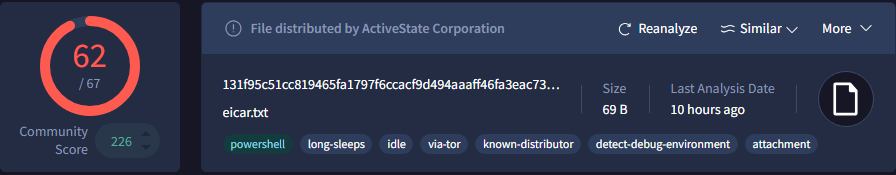 62
/ 67
Community
Score
226
File distributed by ActiveState Corporation
Reanalyze
Similar
More
131f95c51cc819465fa1797f6ccacf9d494aaaff46fa3eac73…
eicar.txt
Size
69 B
Last Analysis Date
10 hours ago
powershell long-sleeps idle via-tor known-distributor detect-debug-environment attachment